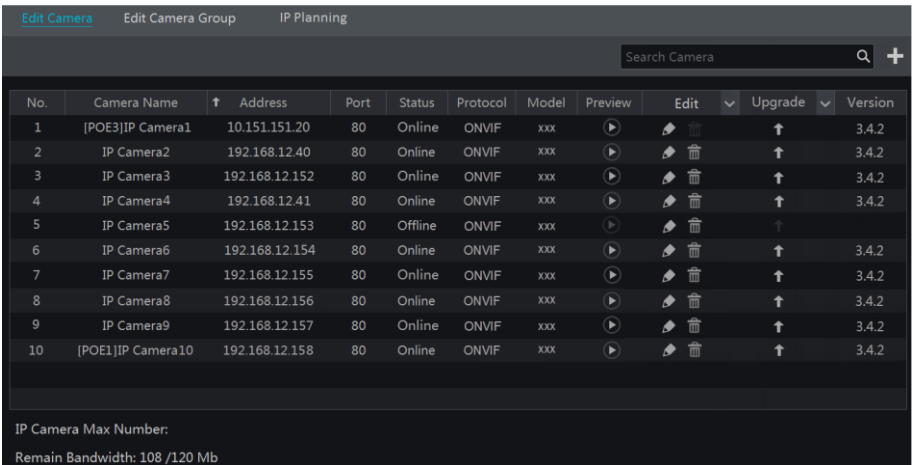 Edit Camera Edit Camera Group IP Planning
Search Camera
No. Camera Name Address Port Status Protocol Model Preview Edit Upgrade Version
1 [POE3]IP Camera1 10.151.151.20 80 Online ONVIF xxx 3.4.2
2 IP Camera2 192.168.12.40 80 Online ONVIF xxx 3.4.2
3 IP Camera3 192.168.12.152 80 Online ONVIF xxx 3.4.2
4 IP Camera4 192.168.12.41 80 Online ONVIF xxx 3.4.2
5 IP Camera5 192.168.12.153 80 Offline ONVIF xxx
6 IP Camera6 192.168.12.154 80 Online ONVIF xxx 3.4.2
7 IP Camera7 192.168.12.155 80 Online ONVIF xxx 3.4.2
8 IP Camera8 192.168.12.156 80 Online ONVIF xxx 3.4.2
9 IP Camera9 192.168.12.157 80 Online ONVIF xxx 3.4.2
10 [POE1]IP Camera10 192.168.12.158 80 Online ONVIF xxx 3.4.2
IP Camera Max Number:
Remain Bandwidth: 108 /120 Mb